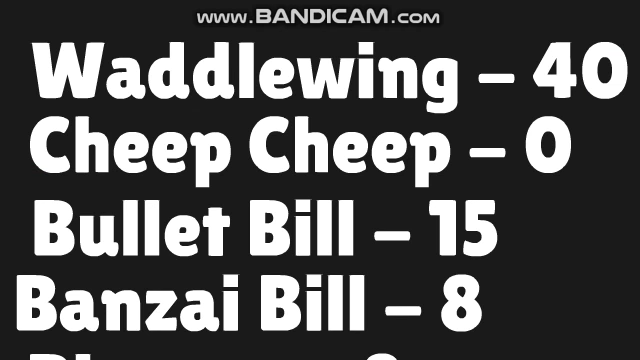 www.BANDICAM.com
Waddlewing – 40
Cheep Cheep – 0
Bullet Bill – 15
Banzai Bill – 8